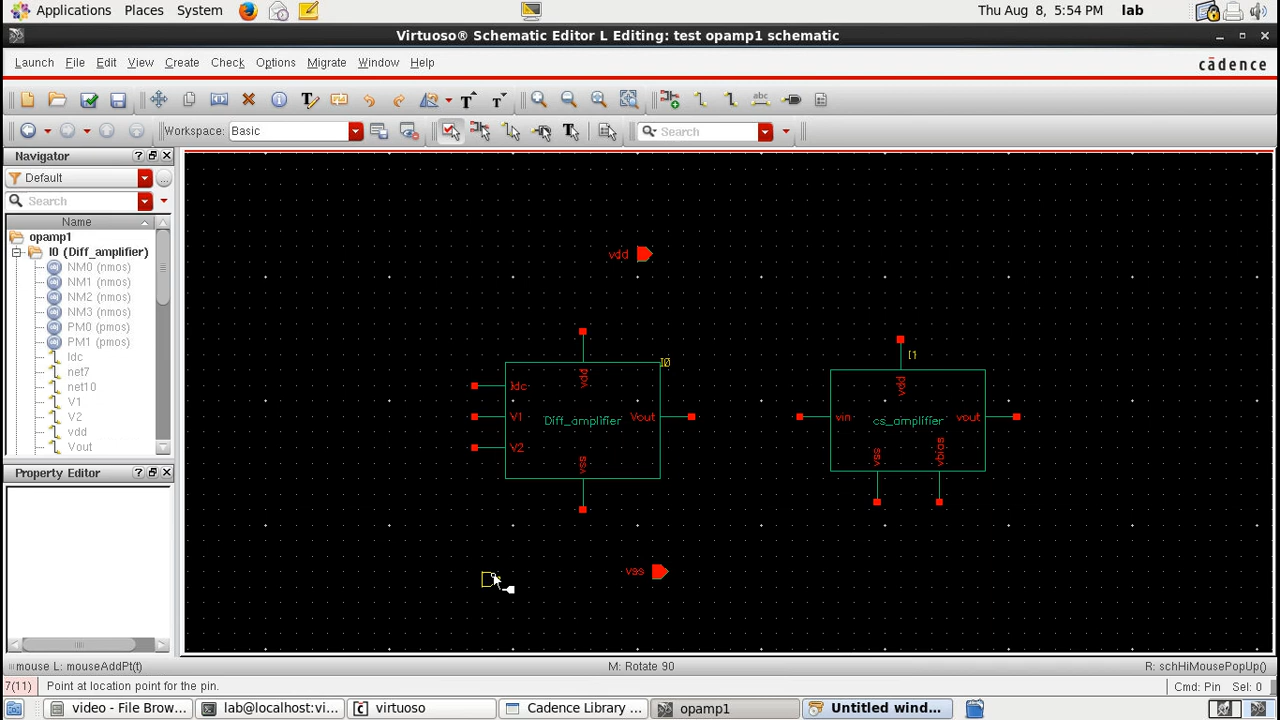 Applications Places System Thu Aug 8, 5:54 PM lab
Virtuoso® Schematic Editor L Editing: test opamp1 schematic
Launch File Edit View Create Check Options Migrate Window Help cādence
Workspace: Basic Search
Navigator
Default
Search
Name
opamp1
I0 (Diff_amplifier)
NM0 (nmos)
NM1 (nmos)
NM2 (nmos)
NM3 (nmos)
PM0 (pmos)
PM1 (pmos)
Idc
net7
net10
V1
V2
vdd
Vout
Property Editor
vdd
I0
vdd
Idc
V1
V2
Diff_amplifier
Vout
vss
I1
vdd
vin
cs_amplifier
vout
vss
vbias
vss
mouse L: mouseAddPt(t) M: Rotate 90 R: schHiMousePopUp()
7(11) Point at location point for the pin. Cmd: Pin Sel: 0
video - File Brow... lab@localhost:vi... virtuoso Cadence Library ... opamp1 Untitled wind...